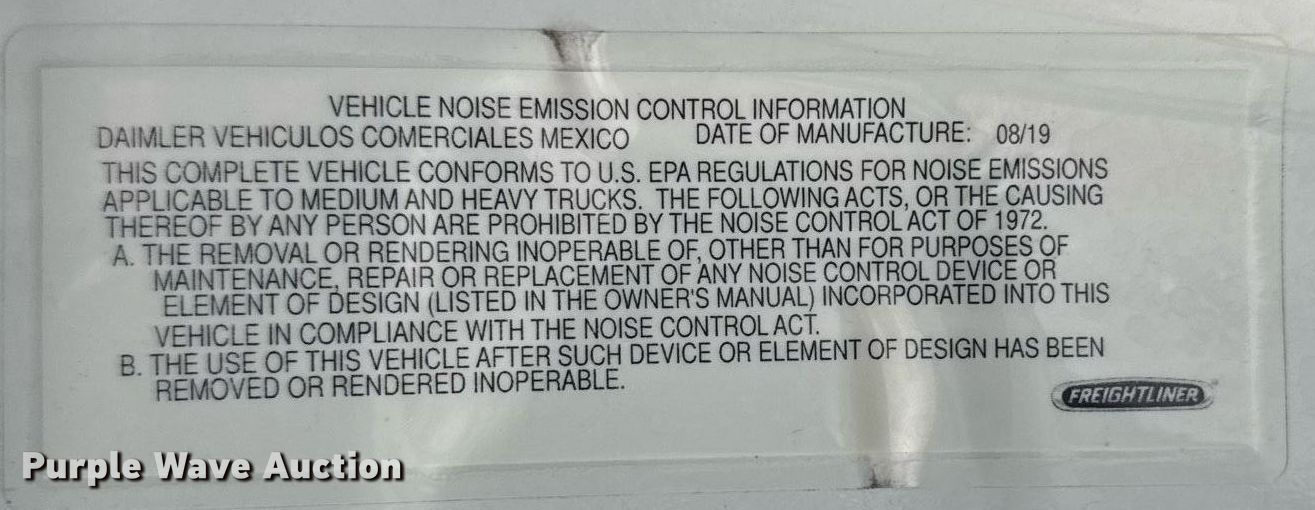 VEHICLE NOISE EMISSION CONTROL INFORMATION
DAIMLER VEHICULOS COMERCIALES MEXICO DATE OF MANUFACTURE: 08/19
THIS COMPLETE VEHICLE CONFORMS TO U.S. EPA REGULATIONS FOR NOISE EMISSIONS
APPLICABLE TO MEDIUM AND HEAVY TRUCKS. THE FOLLOWING ACTS, OR THE CAUSING
THEREOF BY ANY PERSON ARE PROHIBITED BY THE NOISE CONTROL ACT OF 1972.
A. THE REMOVAL OR RENDERING INOPERABLE OF, OTHER THAN FOR PURPOSES OF
MAINTENANCE, REPAIR OR REPLACEMENT OF ANY NOISE CONTROL DEVICE OR
ELEMENT OF DESIGN (LISTED IN THE OWNER'S MANUAL) INCORPORATED INTO THIS
VEHICLE IN COMPLIANCE WITH THE NOISE CONTROL ACT.
B. THE USE OF THIS VEHICLE AFTER SUCH DEVICE OR ELEMENT OF DESIGN HAS BEEN
REMOVED OR RENDERED INOPERABLE.
FREIGHTLINER
Purple Wave Auction